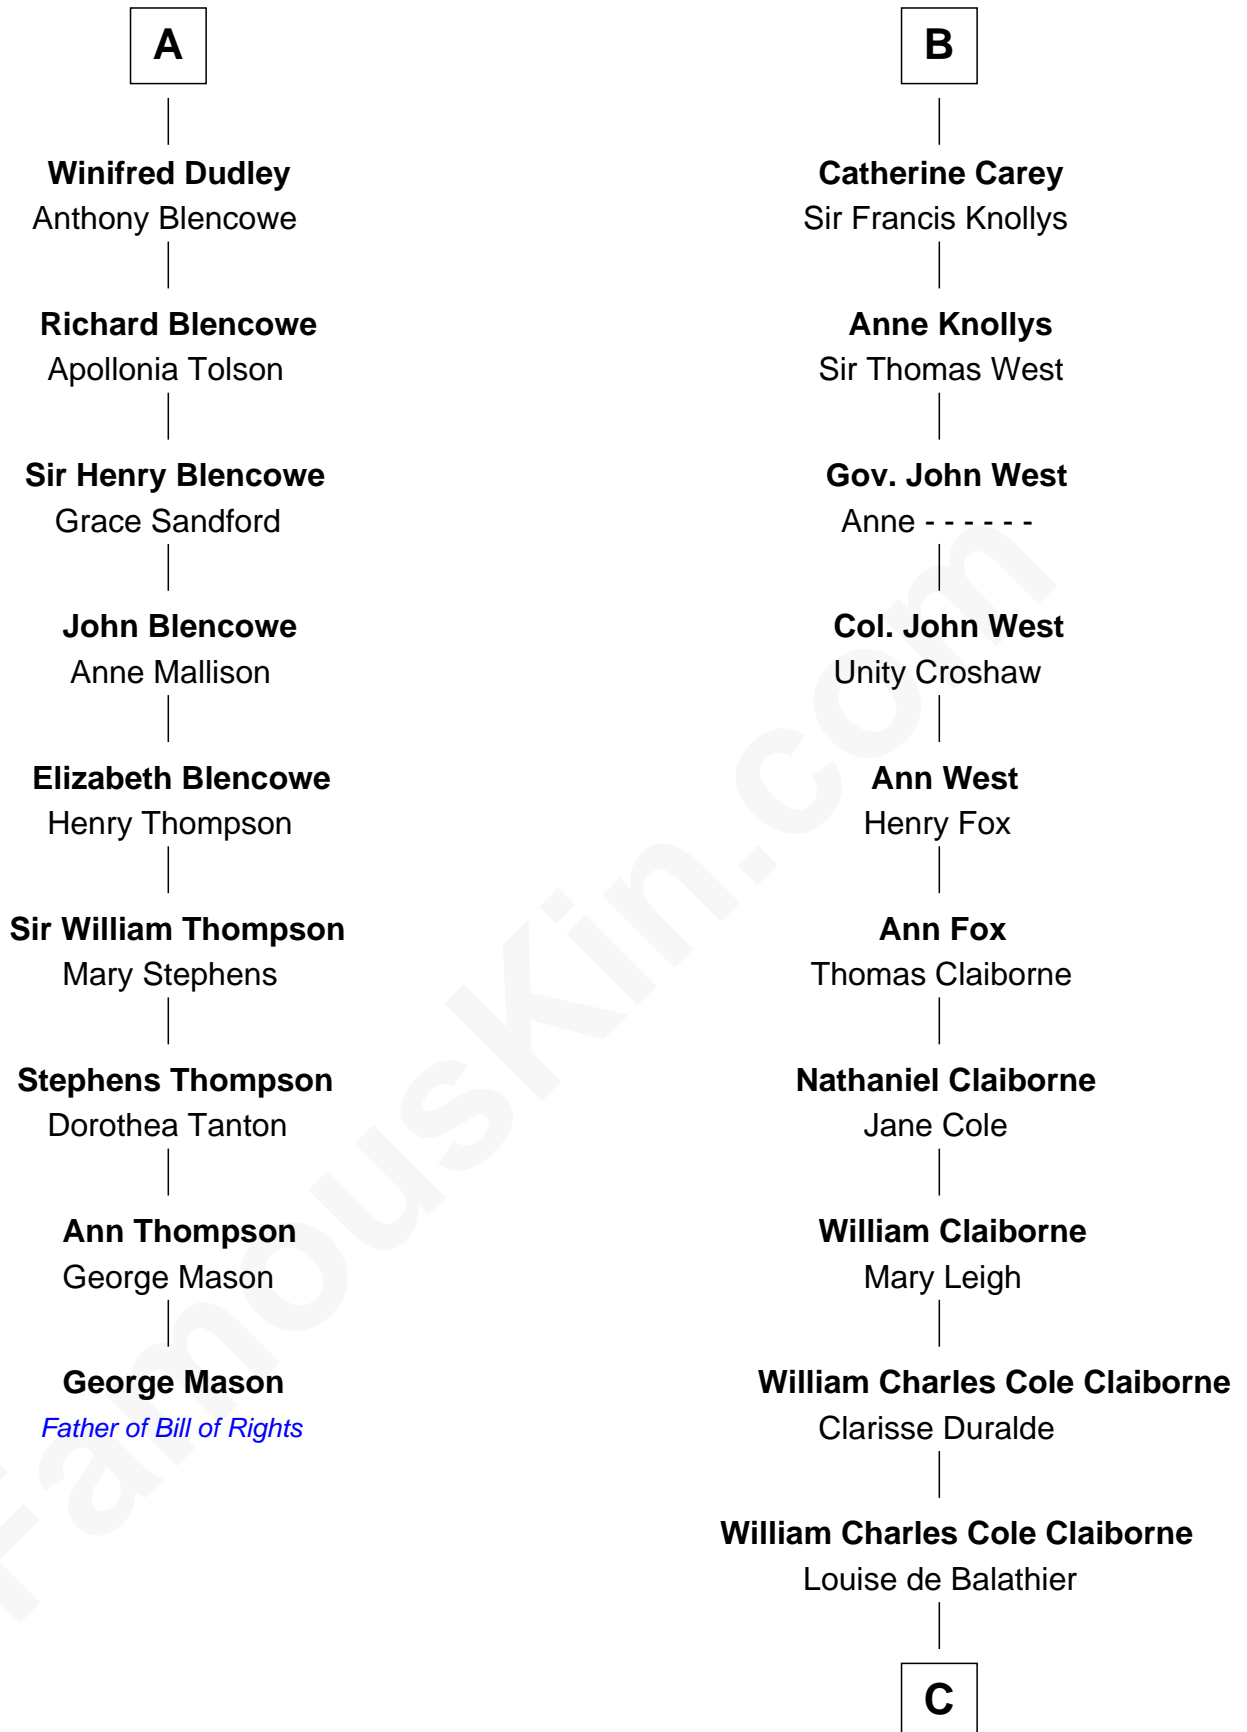 A
Winifred Dudley
Anthony Blencowe
Richard Blencowe
Apollonia Tolson
Sir Henry Blencowe
Grace Sandford
John Blencowe
Anne Mallison
Elizabeth Blencowe
Henry Thompson
Sir William Thompson
Mary Stephens
Stephens Thompson
Dorothea Tanton
Ann Thompson
George Mason
George Mason
Father of Bill of Rights
B
Catherine Carey
Sir Francis Knollys
Anne Knollys
Sir Thomas West
Gov. John West
Anne - - - - - -
Col. John West
Unity Croshaw
Ann West
Henry Fox
Ann Fox
Thomas Claiborne
Nathaniel Claiborne
Jane Cole
William Claiborne
Mary Leigh
William Charles Cole Claiborne
Clarisse Duralde
William Charles Cole Claiborne
Louise de Balathier
C
FamousKin.com